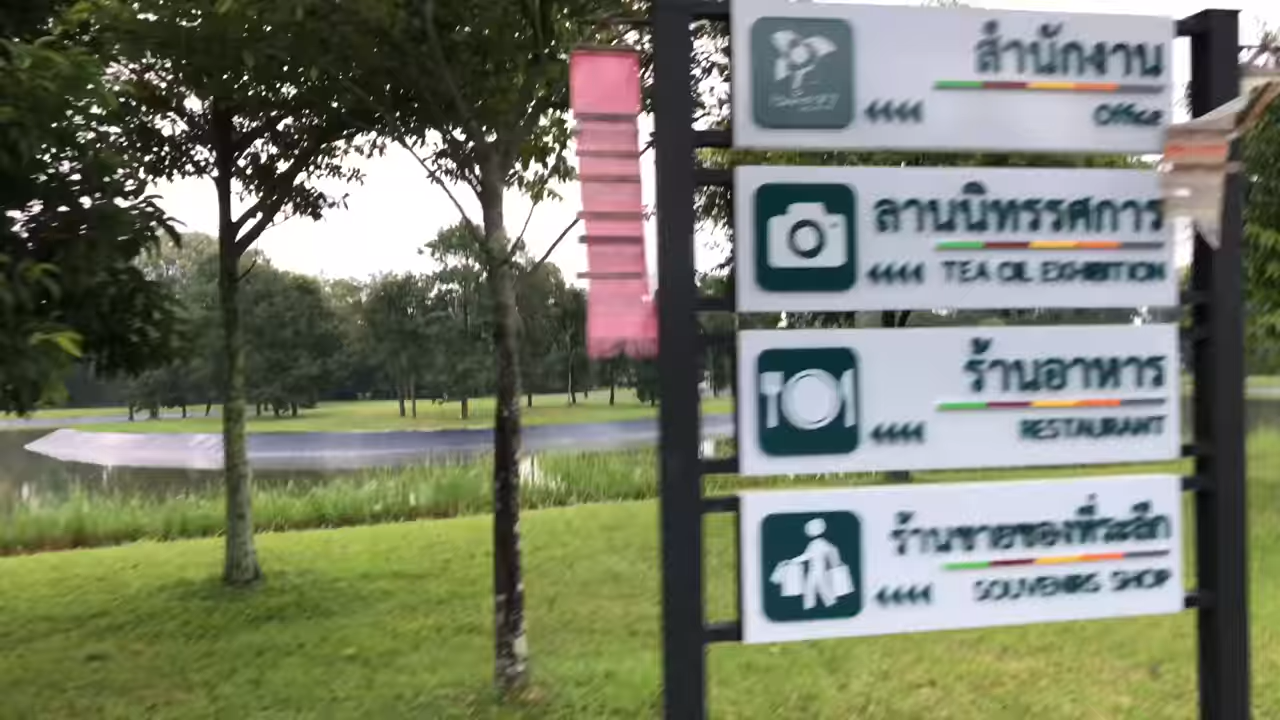 สำนักงาน
Office
ลานนิทรรศการ
TEA OIL EXHIBITION
ร้านอาหาร
RESTAURANT
ร้านขายของที่ระลึก
SOUVENIRS SHOP